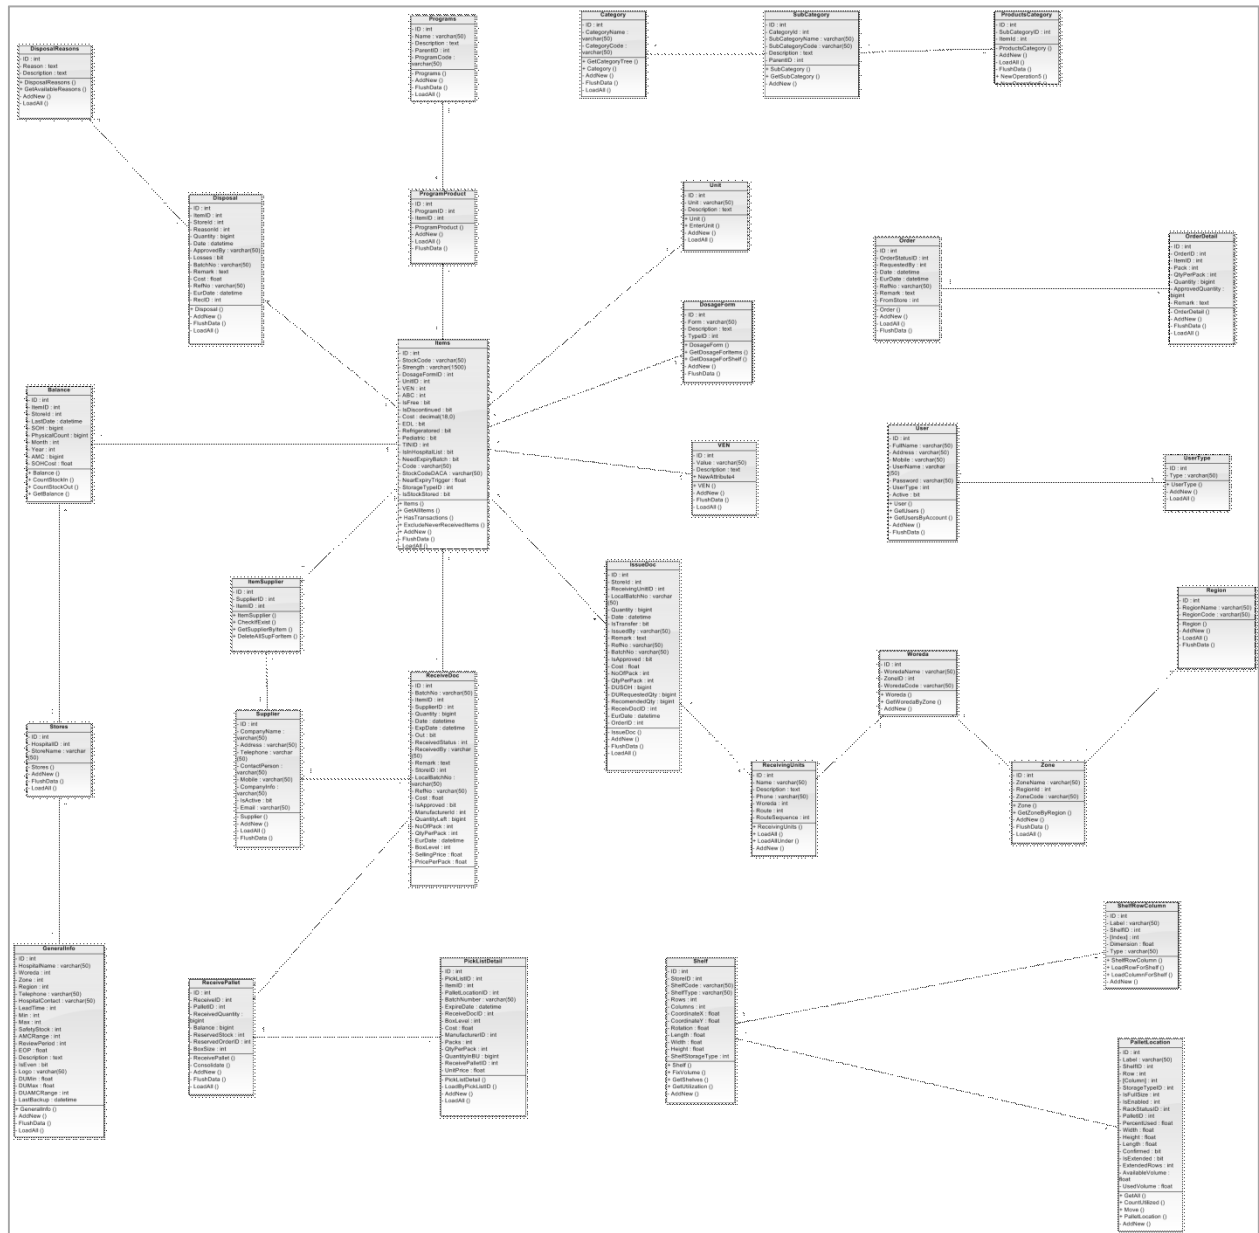 Programs
- ID : int
- Name : varchar(50)
- Description : text
- ParentID : int
- ProgramCode :
varchar(50)
- Programs ()
- AddNew ()
- FlushData ()
- LoadAll ()
Category
- ID : int
- CategoryName :
varchar(50)
- CategoryCode :
varchar(50)
+ GetCategoryTree ()
+ Category ()
- AddNew ()
- FlushData ()
- LoadAll ()
SubCategory
- ID : int
- CategoryId : int
- SubCategoryName : varchar(50)
- SubCategoryCode : varchar(50)
- Description : text
- ParentID : int
+ SubCategory ()
+ GetSubCategory ()
- AddNew ()
ProductsCategory
- ID : int
- SubCategoryID : int
- ItemId : int
- ProductsCategory ()
- AddNew ()
- LoadAll ()
- FlushData ()
+ NewOperation5 ()
DisposalReasons
- ID : int
- Reason : text
- Description : text
+ DisposalReasons ()
+ GetAvailableReasons ()
- AddNew ()
- LoadAll ()
Disposal
- ID : int
- ItemID : int
- StoreId : int
- ReasonId : int
- Quantity : bigint
- Date : datetime
- ApprovedBy : varchar(50)
- Losses : bit
- BatchNo : varchar(50)
- Remark : text
- Cost : float
- RefNo : varchar(50)
- EurDate : datetime
- RecID : int
+ Disposal ()
- AddNew ()
- FlushData ()
- LoadAll ()
ProgramProduct
- ID : int
- ProgramID : int
- ItemID : int
- ProgramProduct ()
- AddNew ()
- LoadAll ()
- FlushData ()
Unit
- ID : int
- Unit : varchar(50)
- Description : text
+ Unit ()
+ EnterUnit ()
- AddNew ()
- LoadAll ()
Order
- ID : int
- OrderStatusID : int
- RequestedBy : int
- Date : datetime
- EurDate : datetime
- RefNo : varchar(50)
- Remark : text
- FromStore : int
- Order ()
- AddNew ()
- LoadAll ()
- FlushData ()
OrderDetail
- ID : int
- OrderID : int
- ItemID : int
- Pack : int
- QtyPerPack : int
- Quantity : bigint
- ApprovedQuantity :
bigint
- Remark : text
- OrderDetail ()
- AddNew ()
- FlushData ()
- LoadAll ()
DosageForm
- ID : int
- Form : varchar(50)
- Description : text
- TypeID : int
+ DosageForm ()
+ GetDosageForItems ()
+ GetDosageForShelf ()
- AddNew ()
- FlushData ()
Items
- ID : int
- StockCode : varchar(50)
- Strength : varchar(1500)
- DosageFormID : int
- UnitID : int
- VEN : int
- ABC : int
- IsFree : bit
- IsDiscontinued : bit
- Cost : decimal(18,0)
- EDL : bit
- Refrigeratored : bit
- Pediatric : bit
- TINID : int
- IsInHospitalList : bit
- NeedExpiryBatch : bit
- Code : varchar(50)
- StockCodeDACA : varchar(50)
- NearExpiryTrigger : float
- StorageTypeID : int
- IsStockStored : bit
+ Items ()
- GetAllItems ()
+ HasTransactions ()
+ ExcludeNeverReceivedItems ()
+ AddNew ()
- FlushData ()
- LoadAll ()
Balance
- ID : int
- ItemID : int
- StoreId : int
- LastDate : datetime
- SOH : bigint
- PhysicalCount : bigint
- Month : int
- Year : int
- AMC : bigint
- SOHCost : float
+ Balance ()
+ CountStockIn ()
+ CountStockOut ()
+ GetBalance ()
VEN
- ID : int
- Value : varchar(50)
- Description : text
+ NewAttribute4
+ VEN ()
- AddNew ()
- FlushData ()
- LoadAll ()
User
- ID : int
- FullName : varchar(50)
- Address : varchar(50)
- Mobile : varchar(50)
- UserName : varchar
(50)
- Password : varchar(50)
- UserType : int
- Active : bit
+ User ()
+ GetUsers ()
+ GetUsersByAccount ()
- AddNew ()
- FlushData ()
UserType
- ID : int
- Type : varchar(50)
+ UserType ()
- AddNew ()
- LoadAll ()
ItemSupplier
- ID : int
- SupplierID : int
- ItemID : int
+ ItemSupplier ()
+ CheckIfExist ()
+ GetSupplierByItem ()
+ DeleteAllSupForItem ()
IssueDoc
- ID : int
- StoreId : int
- ReceivingUnitID : int
- LocalBatchNo : varchar
(50)
- Quantity : bigint
- Date : datetime
- IsTransfer : bit
- IssuedBy : varchar(50)
- Remark : text
- RefNo : varchar(50)
- BatchNo : varchar(50)
- IsApproved : bit
- Cost : float
- NoOfPack : int
- QtyPerPack : int
- DUSOH : bigint
- DURequestedQty : bigint
- RecomendedQty : bigint
- ReceivDocID : int
- EurDate : datetime
- OrderID : int
- IssueDoc ()
- AddNew ()
- FlushData ()
- LoadAll ()
Region
- ID : int
- RegionName : varchar(50)
- RegionCode : varchar(50)
- Region ()
- AddNew ()
- LoadAll ()
- FlushData ()
Woreda
- ID : int
- WoredaName : varchar(50)
- ZoneID : int
- WoredaCode : varchar(50)
+ Woreda ()
+ GetWoredaByZone ()
- AddNew ()
ReceiveDoc
- ID : int
- BatchNo : varchar(50)
- ItemID : int
- SupplierID : int
- Quantity : bigint
- Date : datetime
- ExpDate : datetime
- Out : bit
- ReceivedStatus : int
- ReceivedBy : varchar
(50)
- Remark : text
- StoreID : int
- LocalBatchNo :
varchar(50)
- RefNo : varchar(50)
- Cost : float
- IsApproved : bit
- ManufacturerId : int
- QuantityLeft : bigint
- NoOfPack : int
- QtyPerPack : int
- EurDate : datetime
- BoxLevel : int
- SellingPrice : float
- PricePerPack : float
Supplier
- ID : int
- CompanyName :
varchar(50)
- Address : varchar(50)
- Telephone : varchar
(50)
- ContactPerson :
varchar(50)
- Mobile : varchar(50)
- CompanyInfo :
varchar(50)
- IsActive : bit
- Email : varchar(50)
- Supplier ()
- AddNew ()
- LoadAll ()
- FlushData ()
Stores
- ID : int
- HospitalID : int
- StoreName : varchar
(50)
- Stores ()
- AddNew ()
- FlushData ()
- LoadAll ()
ReceivingUnits
- ID : int
- Name : varchar(50)
- Description : text
- Phone : varchar(50)
- Woreda : int
- Route : int
- RouteSequence : int
+ ReceivingUnits ()
+ LoadAll ()
+ LoadAllUnder ()
- AddNew ()
Zone
- ID : int
- ZoneName : varchar(50)
- RegionId : int
- ZoneCode : varchar(50)
+ Zone ()
+ GetZoneByRegion ()
- AddNew ()
- FlushData ()
- LoadAll ()
GeneralInfo
- ID : int
- HospitalName : varchar(50)
- Woreda : int
- Zone : int
- Region : int
- Telephone : varchar(50)
- HospitalContact : varchar(50)
- LeadTime : int
- Min : int
- Max : int
- SafetyStock : int
- AMCRange : int
- ReviewPeriod : int
- EOP : float
- Description : text
- IsEven : bit
- Logo : varchar(50)
- DUMin : float
- DUMax : float
- DUAMCRange : int
- LastBackup : datetime
+ GeneralInfo ()
- AddNew ()
- FlushData ()
- LoadAll ()
ReceivePallet
- ID : int
- ReceiveID : int
- PalletID : int
- ReceivedQuantity :
bigint
- Balance : bigint
- ReservedStock : int
- ReservedOrderID : int
- BoxSize : int
- ReceivePallet ()
- Consolidate ()
- AddNew ()
- FlushData ()
- LoadAll ()
PickListDetail
- ID : int
- PickListID : int
- ItemID : int
- PalletLocationID : int
- BatchNumber : varchar(50)
- ExpireDate : datetime
- ReceiveDocID : int
- BoxLevel : int
- Cost : float
- ManufacturerID : int
- Packs : int
- QtyPerPack : int
- QuantityInBU : bigint
- ReceivePalletID : int
- UnitPrice : float
- PickListDetail ()
- LoadByPickListID ()
- AddNew ()
- LoadAll ()
Shelf
- ID : int
- StoreID : int
- ShelfCode : varchar(50)
- ShelfType : varchar(50)
- Rows : int
- Columns : int
- CoordinateX : float
- CoordinateY : float
- Rotation : float
- Length : float
- Width : float
- Height : float
- ShelfStorageType : int
+ Shelf ()
+ FixVolume ()
+ GetShelves ()
+ GetUtilization ()
- AddNew ()
ShelfRowColumn
- ID : int
- Label : varchar(50)
- ShelfID : int
- [Index] : int
- Dimension : float
- Type : varchar(50)
+ ShelfRowColumn ()
+ LoadRowForShelf ()
+ LoadColumnForShelf ()
- AddNew ()
PalletLocation
- ID : int
- Label : varchar(50)
- ShelfID : int
- Row : int
- [Column] : int
- StorageTypeID : int
- IsFullSize : int
- IsEnabled : int
- RackStatusID : int
- PalletID : int
- PercentUsed : float
- Width : float
- Height : float
- Length : float
- Confirmed : bit
- IsExtended : bit
- ExtendedRows : int
- AvailableVolume :
float
- UsedVolume : float
+ GetAll ()
+ CountUtilized ()
+ Move ()
+ PalletLocation ()
- AddNew ()